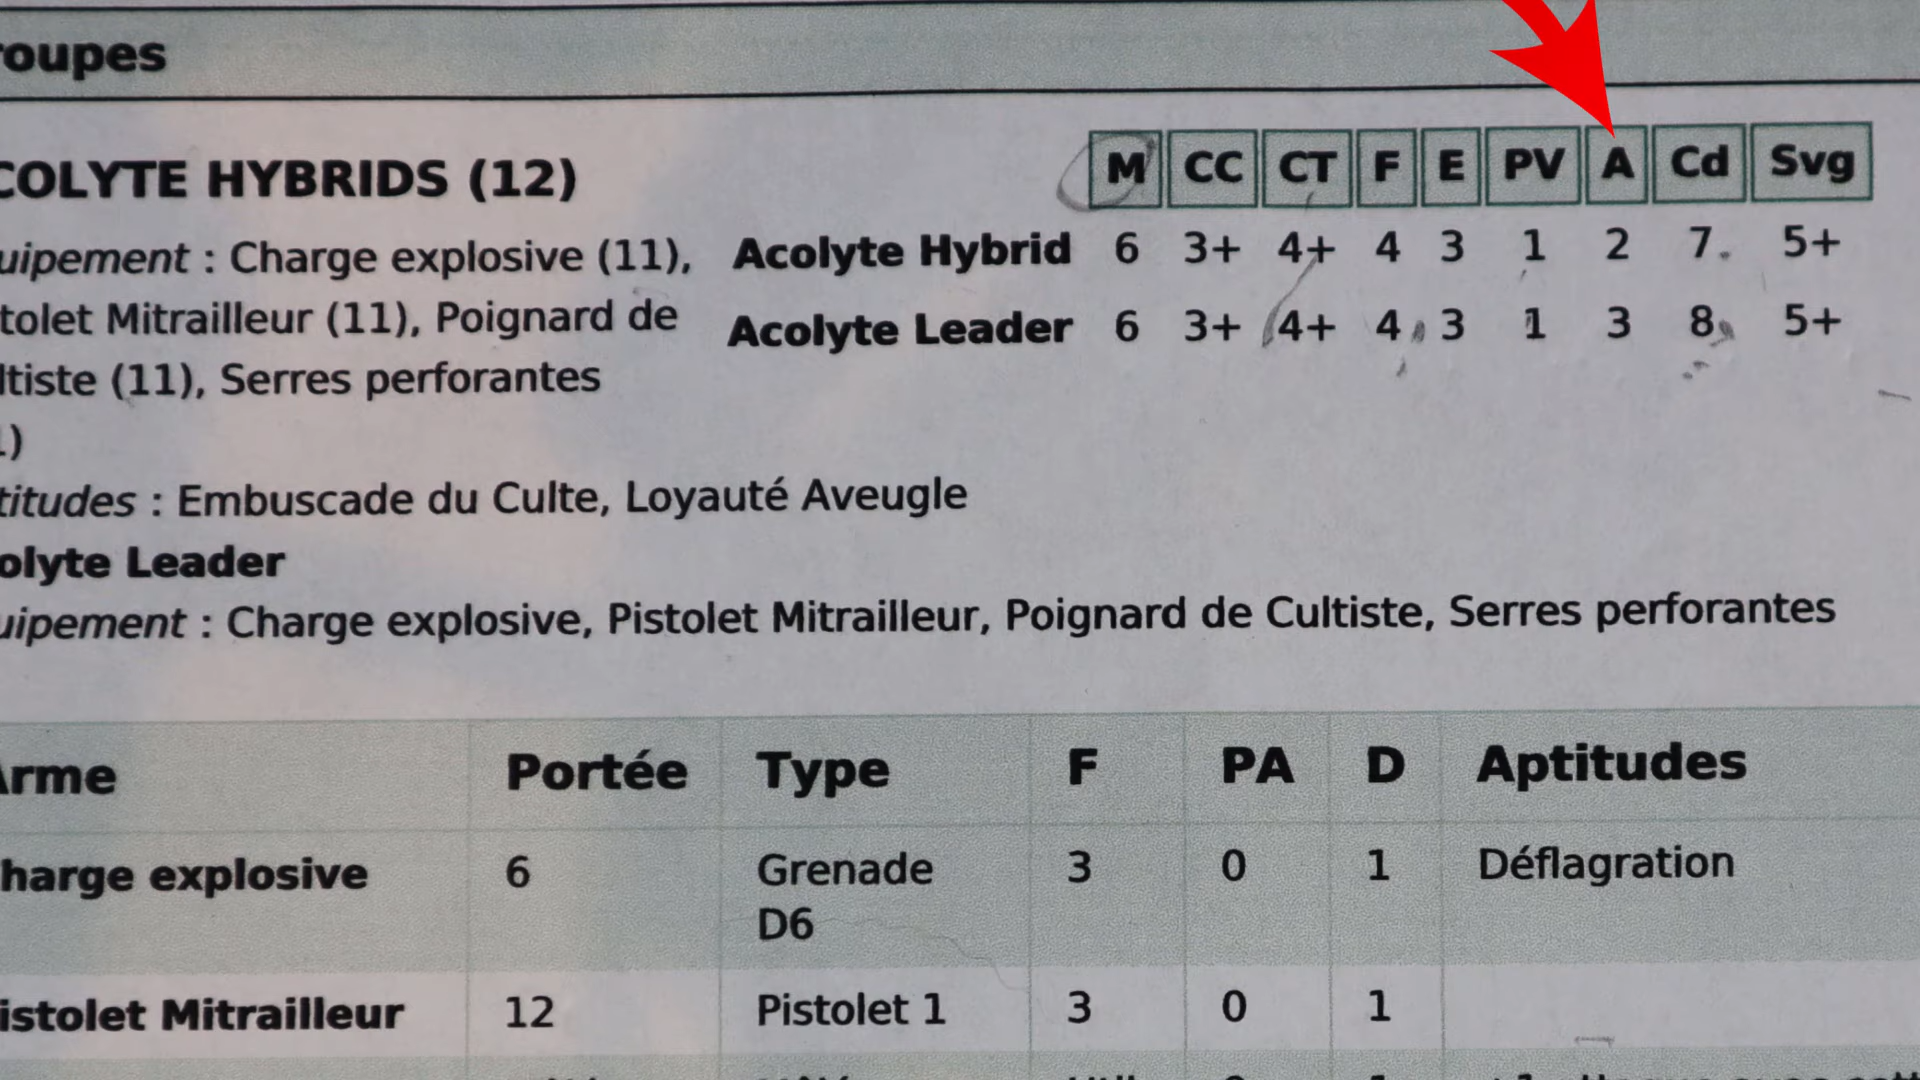 roupes
COLYTE HYBRIDS (12)
M CC CT F E PV A Cd Svg
uipement : Charge explosive (11),
Acolyte Hybrid 6 3+ 4+ 4 3 1 2 7 5+
tolet Mitrailleur (11), Poignard de
Acolyte Leader 6 3+ 4+ 4 3 1 3 8 5+
ltiste (11), Serres perforantes
1)
titudes : Embuscade du Culte, Loyauté Aveugle
olyte Leader
uipement : Charge explosive, Pistolet Mitrailleur, Poignard de Cultiste, Serres perforantes
Arme Portée Type F PA D Aptitudes
harge explosive 6 Grenade 3 0 1 Déflagration
D6
istolet Mitrailleur 12 Pistolet 1 3 0 1